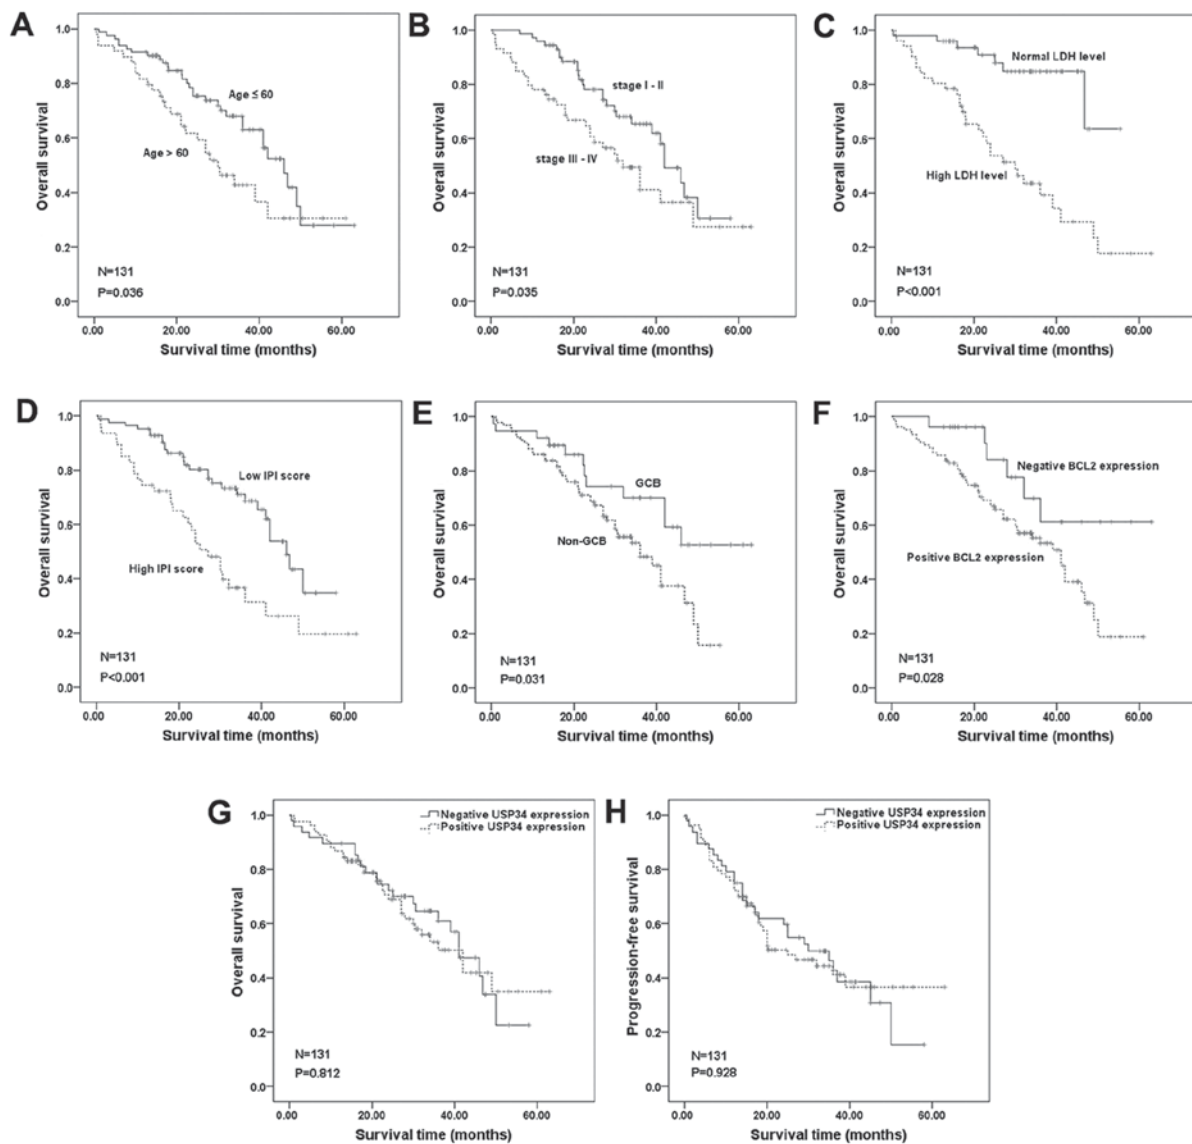 A
Overall survival
1.0
0.8
0.6
0.4
0.2
0.0
Age ≤ 60
Age > 60
N=131
P=0.036
0.00 20.00 40.00 60.00
Survival time (months)
B
Overall survival
1.0
0.8
0.6
0.4
0.2
0.0
stage I - II
stage III - IV
N=131
P=0.035
0.00 20.00 40.00 60.00
Survival time (months)
C
Overall survival
1.0
0.8
0.6
0.4
0.2
0.0
Normal LDH level
High LDH level
N=131
P<0.001
0.00 20.00 40.00 60.00
Survival time (months)
D
Overall survival
1.0
0.8
0.6
0.4
0.2
0.0
Low IPI score
High IPI score
N=131
P<0.001
0.00 20.00 40.00 60.00
Survival time (months)
E
Overall survival
1.0
0.8
0.6
0.4
0.2
0.0
GCB
Non-GCB
N=131
P=0.031
0.00 20.00 40.00 60.00
Survival time (months)
F
Overall survival
1.0
0.8
0.6
0.4
0.2
0.0
Negative BCL2 expression
Positive BCL2 expression
N=131
P=0.028
0.00 20.00 40.00 60.00
Survival time (months)
G
Overall survival
1.0
0.8
0.6
0.4
0.2
0.0
Negative USP34 expression
Positive USP34 expression
N=131
P=0.812
0.00 20.00 40.00 60.00
Survival time (months)
H
Progression-free survival
1.0
0.8
0.6
0.4
0.2
0.0
Negative USP34 expression
Positive USP34 expression
N=131
P=0.928
0.00 20.00 40.00 60.00
Survival time (months)